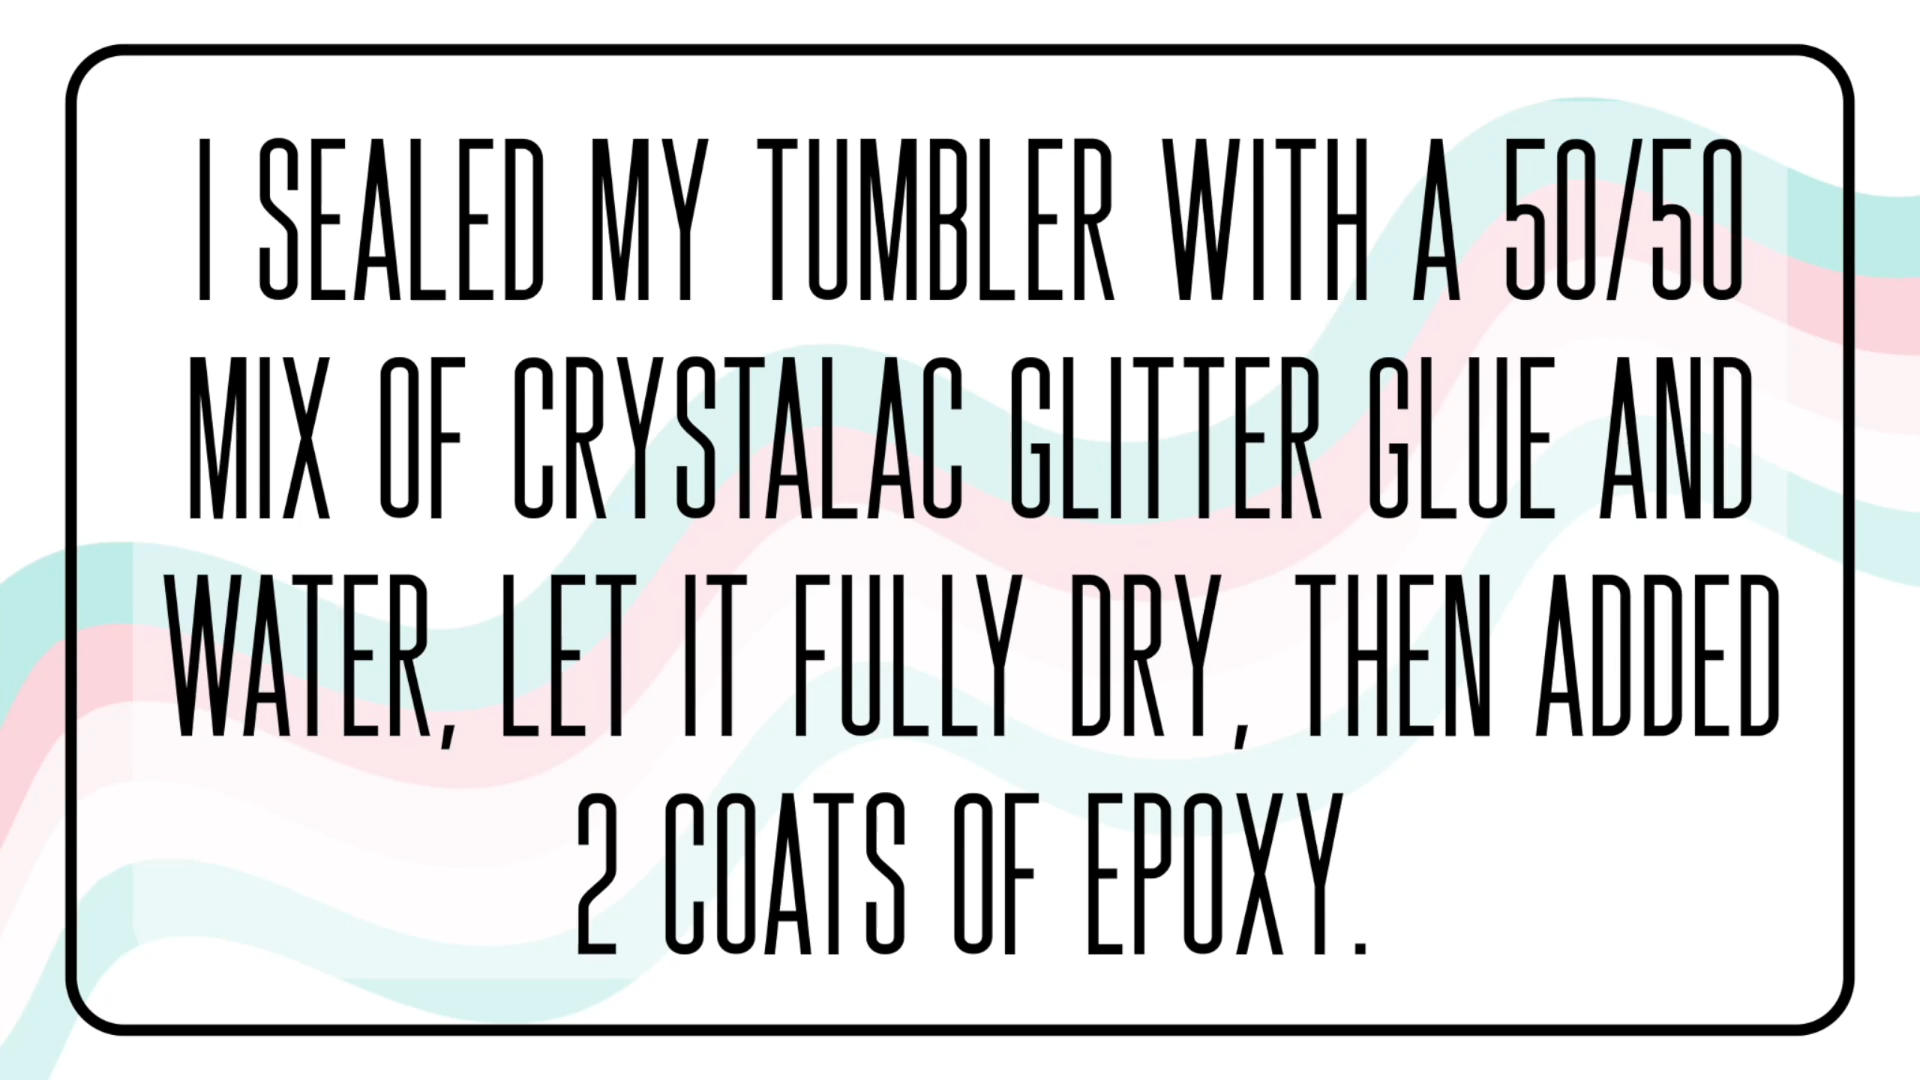 I SEALED MY TUMBLER WITH A 50/50
MIX OF CRYSTALAC GLITTER GLUE AND
WATER, LET IT FULLY DRY, THEN ADDED
2 COATS OF EPOXY.